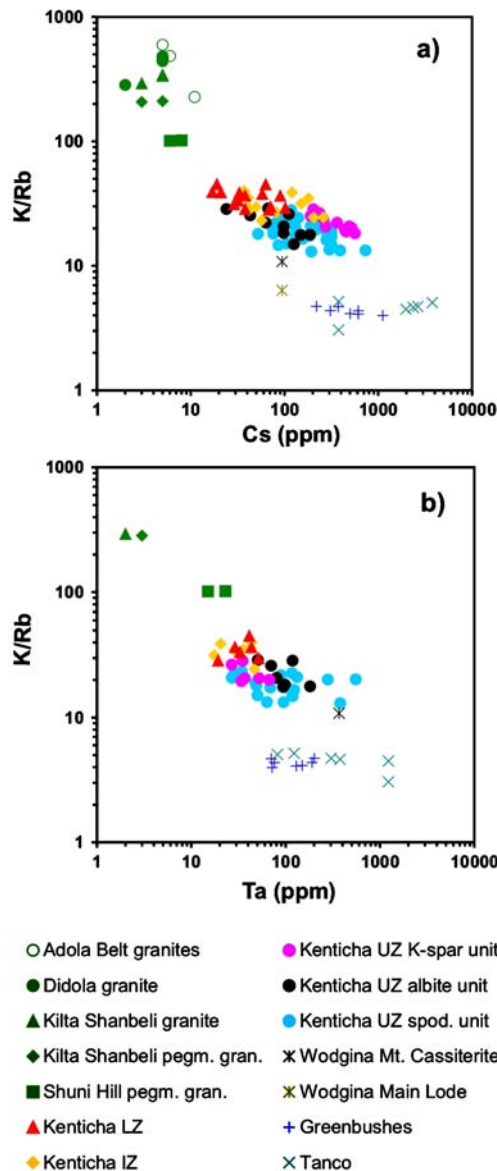 a)
1000
100
10
1
K/Rb
1 10 100 1000 10000
Cs (ppm)
b)
1000
100
10
1
K/Rb
1 10 100 1000 10000
Ta (ppm)
Adola Belt granites
Didola granite
Kilta Shanbeli granite
Kilta Shanbeli pegm. gran.
Shuni Hill pegm. gran.
Kenticha LZ
Kenticha IZ
Kenticha UZ K-spar unit
Kenticha UZ albite unit
Kenticha UZ spod. unit
Wodgina Mt. Cassiterite
Wodgina Main Lode
Greenbushes
Tanco